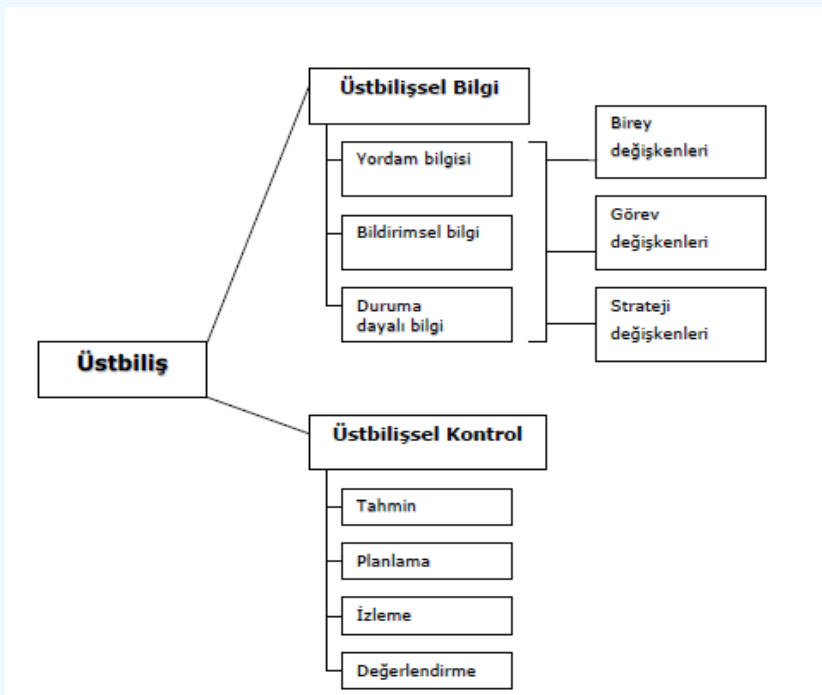 Üstbiliş
Üstbilişsel Bilgi
Yordam bilgisi
Bildirimsel bilgi
Duruma
dayalı bilgi
Birey
değişkenleri
Görev
değişkenleri
Strateji
değişkenleri
Üstbilişsel Kontrol
Tahmin
Planlama
İzleme
Değerlendirme